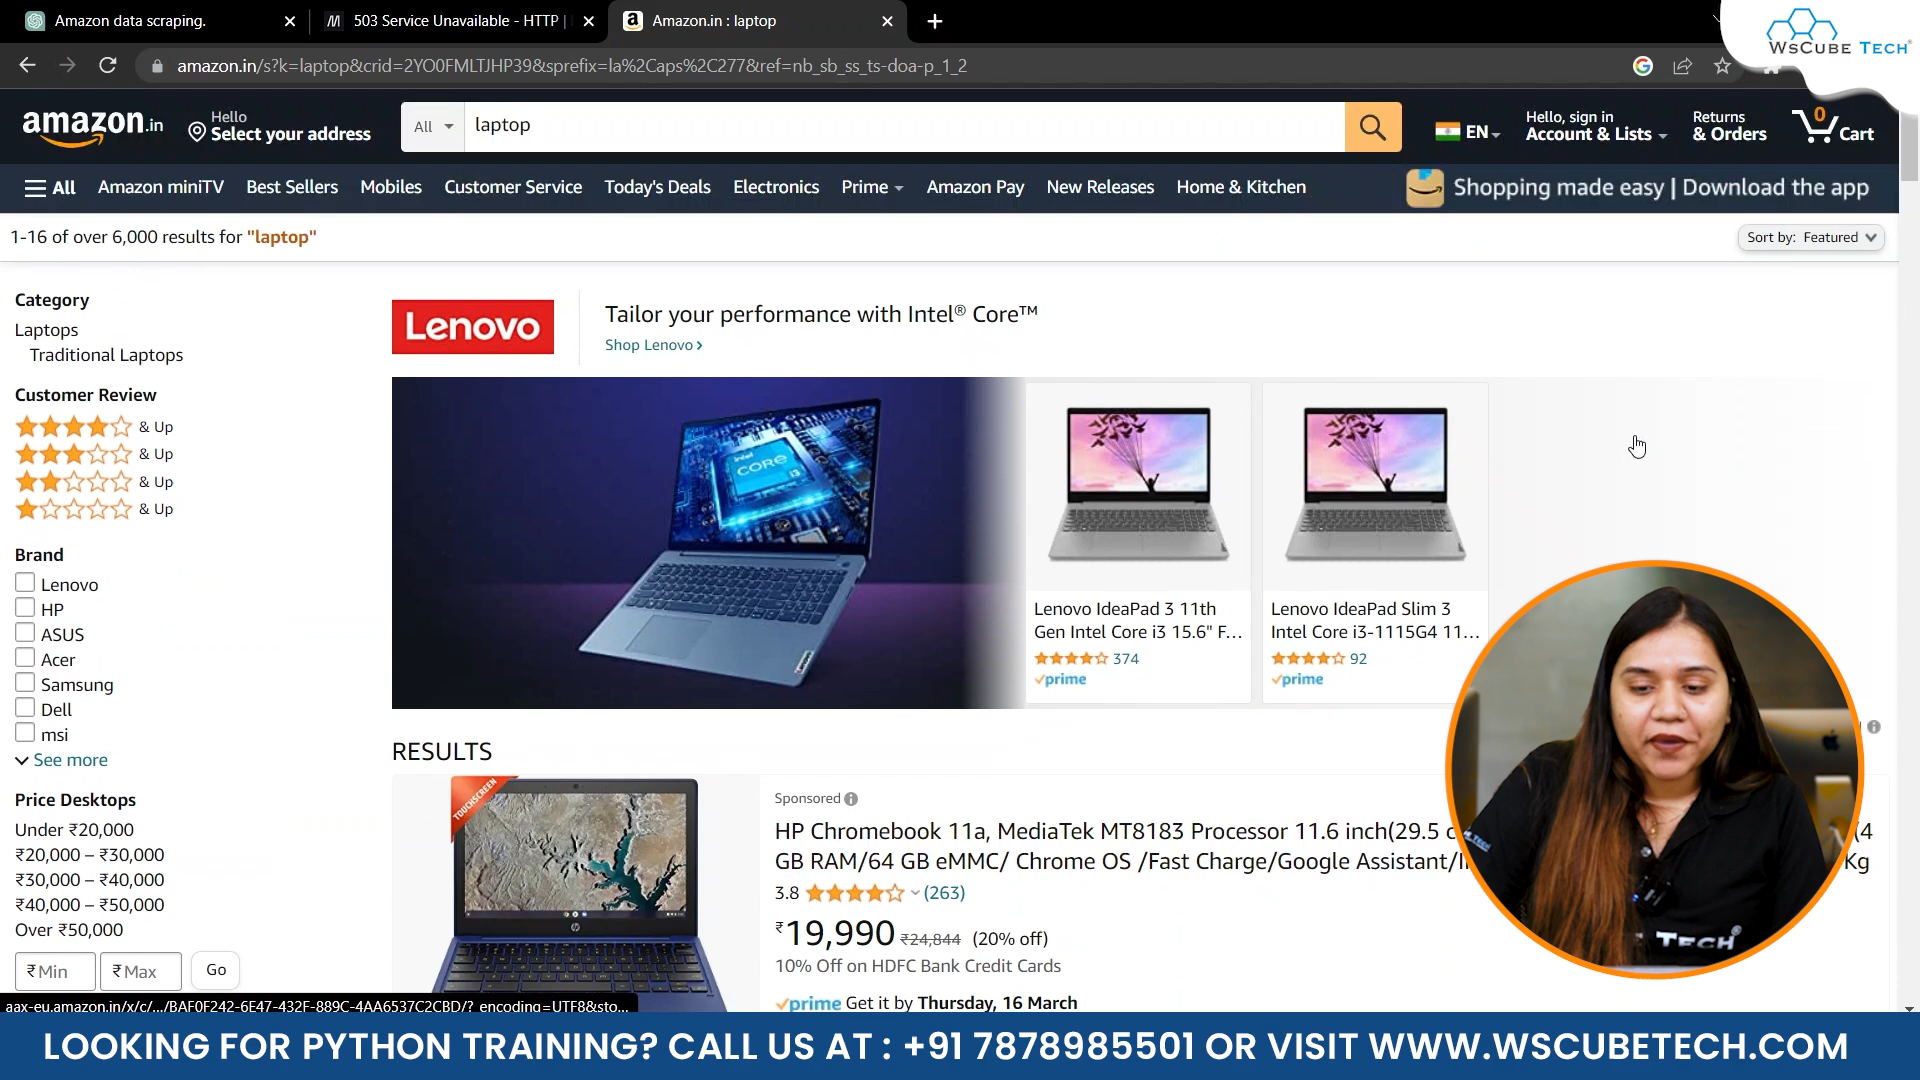 Amazon data scraping.
503 Service Unavailable - HTTP |
Amazon.in : laptop
WsCube Tech
amazon.in/s?k=laptop&crid=2YO0FMLTJHP39&sprefix=la%2Caps%2C277&ref=nb_sb_ss_ts-doa-p_1_2
amazon.in
Hello
Select your address
All
laptop
EN
Hello, sign in
Account & Lists
Returns
& Orders
0
Cart
All
Amazon miniTV
Best Sellers
Mobiles
Customer Service
Today's Deals
Electronics
Prime
Amazon Pay
New Releases
Home & Kitchen
Shopping made easy | Download the app
1-16 of over 6,000 results for "laptop"
Sort by: Featured
Category
Laptops
Traditional Laptops
Customer Review
& Up
& Up
& Up
& Up
Brand
Lenovo
HP
ASUS
Acer
Samsung
Dell
msi
See more
Price Desktops
Under ₹20,000
₹20,000 – ₹30,000
₹30,000 – ₹40,000
₹40,000 – ₹50,000
Over ₹50,000
₹ Min
₹ Max
Go
Lenovo
Tailor your performance with Intel® Core™
Shop Lenovo ›
intel
CORE
i3
Lenovo
Lenovo IdeaPad 3 11th
Gen Intel Core i3 15.6" F...
374
prime
Lenovo IdeaPad Slim 3
Intel Core i3-1115G4 11...
92
prime
RESULTS
TOUCHSCREEN
hp
Sponsored
HP Chromebook 11a, MediaTek MT8183 Processor 11.6 inch(29.5 c (4
GB RAM/64 GB eMMC/ Chrome OS /Fast Charge/Google Assistant/ Kg
3.8 (263)
₹19,990 ₹24,844 (20% off)
10% Off on HDFC Bank Credit Cards
prime Get it by Thursday, 16 March
TECH®
aax-eu.amazon.in/x/c/.../BAF0F242-6E47-432F-889C-4AA6537C2CBD/?_encoding=UTF8&sto...
LOOKING FOR PYTHON TRAINING? CALL US AT : +91 7878985501 OR VISIT WWW.WSCUBETECH.COM